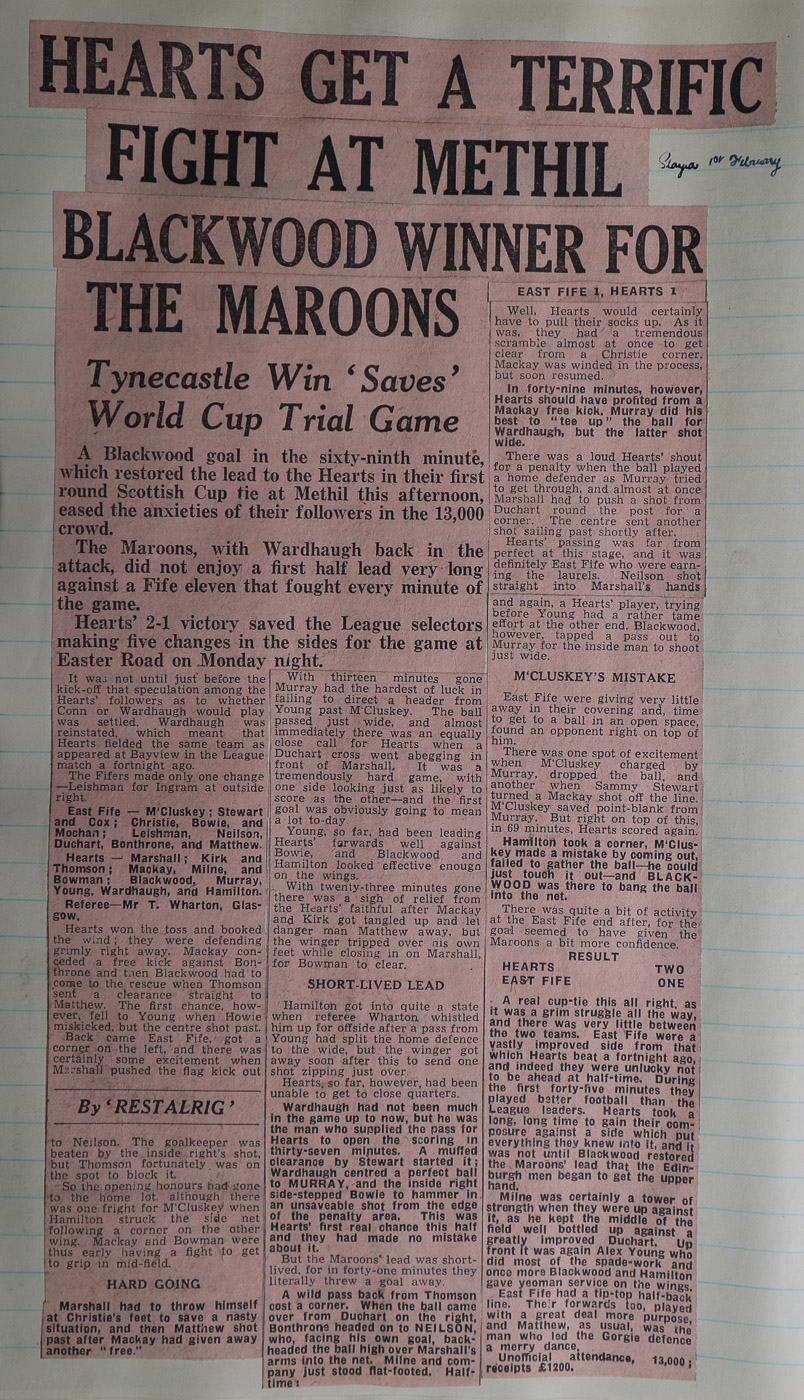 HEARTS GET A TERRIFIC
FIGHT AT METHIL
1st February
BLACKWOOD WINNER FOR
THE MAROONS
Tynecastle Win 'Saves'
World Cup Trial Game
A Blackwood goal in the sixty-ninth minute,
which restored the lead to the Hearts in their first
round Scottish Cup tie at Methil this afternoon,
eased the anxieties of their followers in the 13,000
crowd.
The Maroons, with Wardhaugh back in the
attack, did not enjoy a first half lead very long
against a Fife eleven that fought every minute of
the game.
Hearts' 2-1 victory saved the League selectors
making five changes in the sides for the game at
Easter Road on Monday night.
It was not until just before the
kick-off that speculation among the
Hearts' followers as to whether
Conn or Wardhaugh would play
was settled. Wardhaugh was
reinstated, which meant that
Hearts fielded the same team as
appeared at Bayview in the League
match a fortnight ago.
The Fifers made only one change
—Leishman for Ingram at outside
right.
East Fife — M'Cluskey; Stewart
and Cox; Christie, Bowie, and
Mochan; Leishman, Neilson,
Duchart, Bonthrone, and Matthew.
Hearts — Marshall; Kirk and
Thomson; Mackay, Milne, and
Bowman; Blackwood, Murray,
Young, Wardhaugh, and Hamilton.
Referee—Mr T. Wharton, Glas-
gow.
Hearts won the toss and booked
the wind; they were defending
grimly right away. Mackay con-
ceded a free kick against Bon-
throne and then Blackwood had to
come to the rescue when Thomson
sent a clearance straight to
Matthew. The first chance, how-
ever, fell to Young when Howie
miskicked, but the centre shot past.
Back came East Fife, got a
corner on the left, and there was
certainly some excitement when
Marshall pushed the flag kick out
By 'RESTALRIG'
to Neilson. The goalkeeper was
beaten by the inside right's shot,
but Thomson fortunately was on
the spot to block it.
So the opening honours had gone
to the home lot, although there
was one fright for M'Cluskey when
Hamilton struck the side net
following a corner on the other
wing. Mackay and Bowman were
thus early having a fight to get
to grip in mid-field.
HARD GOING
Marshall had to throw himself
at Christie's feet to save a nasty
situation, and then Matthew shot
past after Mackay had given away
another "free."
With thirteen minutes gone
Murray had the hardest of luck in
failing to direct a header from
Young past M'Cluskey. The ball
passed just wide, and almost
immediately there was an equally
close call for Hearts when a
Duchart cross went abegging in
front of Marshall. It was a
tremendously hard game, with
one side looking just as likely to
score as the other—and the first
goal was obviously going to mean
a lot to-day.
Young, so far, had been leading
Hearts' forwards well against
Bowie, and Blackwood and
Hamilton looked effective enough
on the wings.
With twenty-three minutes gone
there was a sigh of relief from
the Hearts' faithful after Mackay
and Kirk got tangled up and let
danger man Matthew away, but
the winger tripped over his own
feet while closing in on Marshall,
for Bowman to clear.
SHORT-LIVED LEAD
Hamilton got into quite a state
when referee Wharton whistled
him up for offside after a pass from
Young had split the home defence
to the wide, but the winger got
away soon after this to send one
shot zipping just over.
Hearts, so far, however, had been
unable to get to close quarters.
Wardhaugh had not been much
in the game up to now, but he was
the man who supplied the pass for
Hearts to open the scoring in
thirty-seven minutes. A muffed
clearance by Stewart started it;
Wardhaugh centred a perfect ball
to MURRAY, and the inside right
side-stepped Bowie to hammer in
an unsaveable shot from the edge
of the penalty area. This was
Hearts' first real chance this half
and they had made no mistake
about it.
But the Maroons' lead was short-
lived, for in forty-one minutes they
literally threw a goal away.
A wild pass back from Thomson
cost a corner. When the ball came
over from Duchart on the right,
Bonthrone headed on to NEILSON,
who, facing his own goal, back-
headed the ball high over Marshall's
arms into the net. Milne and com-
pany just stood flat-footed. Half-
time:
EAST FIFE 1, HEARTS 1
Well, Hearts would certainly
have to pull their socks up. As it
was, they had a tremendous
scramble almost at once to get
clear from a Christie corner.
Mackay was winded in the process,
but soon resumed.
In forty-nine minutes, however,
Hearts should have profited from a
Mackay free kick. Murray did his
best to "tee up" the ball for
Wardhaugh, but the latter shot
wide.
There was a loud Hearts' shout
for a penalty when the ball played
a home defender as Murray tried
to get through, and almost at once
Marshall had to push a shot from
Duchart round the post for a
corner. The centre sent another
shot sailing past shortly after.
Hearts' passing was far from
perfect at this stage, and it was
definitely East Fife who were earn-
ing the laurels. Neilson shot
straight into Marshall's hands
and again, a Hearts' player, trying
before Young had a rather tame
effort at the other end. Blackwood,
however, tapped a pass out to
Murray for the inside man to shoot
just wide.
M'CLUSKEY'S MISTAKE
East Fife were giving very little
away in their covering and, time
to get to a ball in an open space,
found an opponent right on top of
him.
There was one spot of excitement
when M'Cluskey charged by
Murray, dropped the ball, and
another when Sammy Stewart
turned a Mackay shot off the line.
M'Cluskey saved point-blank from
Murray. But right on top of this,
in 69 minutes, Hearts scored again.
Hamilton took a corner, M'Clus-
key made a mistake by coming out,
failed to gather the ball—he could
just touch it out—and BLACK-
WOOD was there to bang the ball
into the net.
There was quite a bit of activity
at the East Fife end after, for the
goal seemed to have given the
Maroons a bit more confidence.
RESULT
HEARTS TWO
EAST FIFE ONE
A real cup-tie this all right, as
it was a grim struggle all the way,
and there was very little between
the two teams. East Fife were a
vastly improved side from that
which Hearts beat a fortnight ago,
and indeed they were unlucky not
to be ahead at half-time. During
the first forty-five minutes they
played better football than the
League leaders. Hearts took a
long, long time to gain their com-
posure against a side which put
everything they knew into it, and it
was not until Blackwood restored
the Maroons' lead that the Edin-
burgh men began to get the upper
hand.
Milne was certainly a tower of
strength when they were up against
it, as he kept the middle of the
field well bottled up against a
greatly improved Duchart. Up
front it was again Alex Young who
did most of the spade-work and
once more Blackwood and Hamilton
gave yeoman service on the wings.
East Fife had a tip-top half-back
line. Their forwards too, played
with a great deal more purpose,
and Matthew, as usual, was the
man who led the Gorgie defence
a merry dance.
Unofficial attendance, 13,000;
receipts £1200.